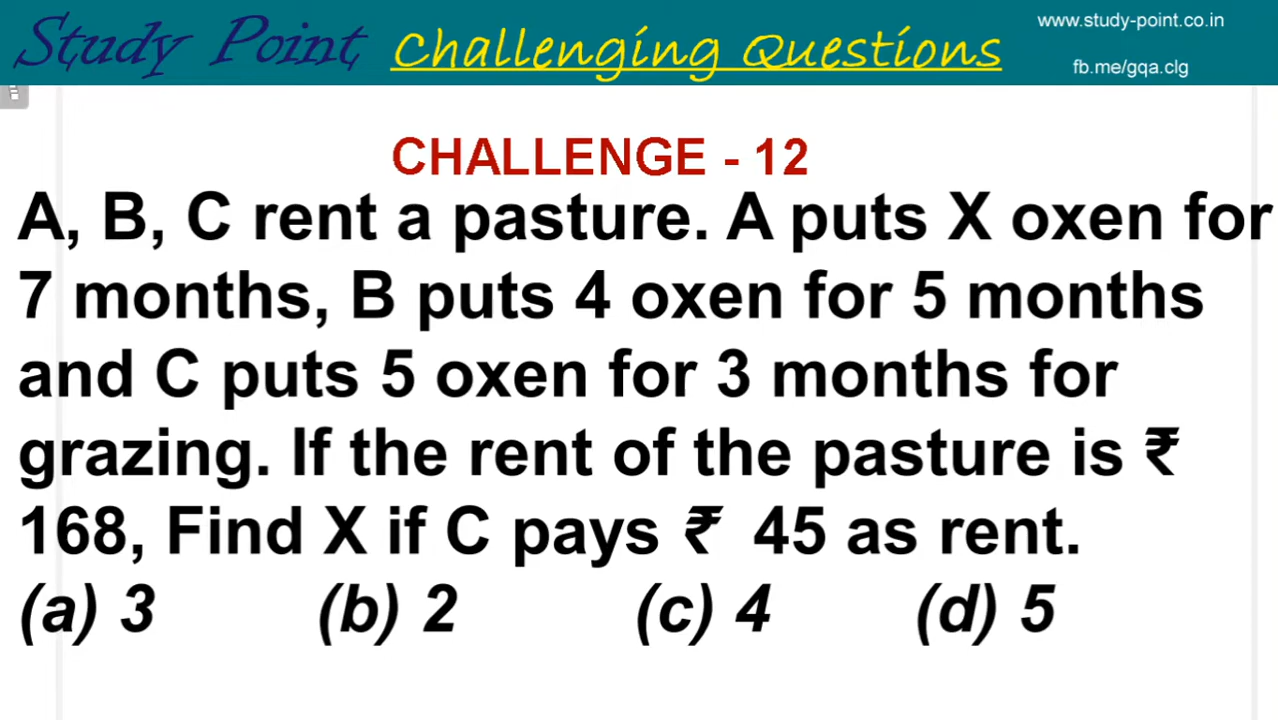 Study Point Challenging Questions www.study-point.co.in
fb.me/gqa.clg
CHALLENGE - 12
A, B, C rent a pasture. A puts X oxen for
7 months, B puts 4 oxen for 5 months
and C puts 5 oxen for 3 months for
grazing. If the rent of the pasture is ₹
168, Find X if C pays ₹ 45 as rent.
(a) 3 (b) 2 (c) 4 (d) 5